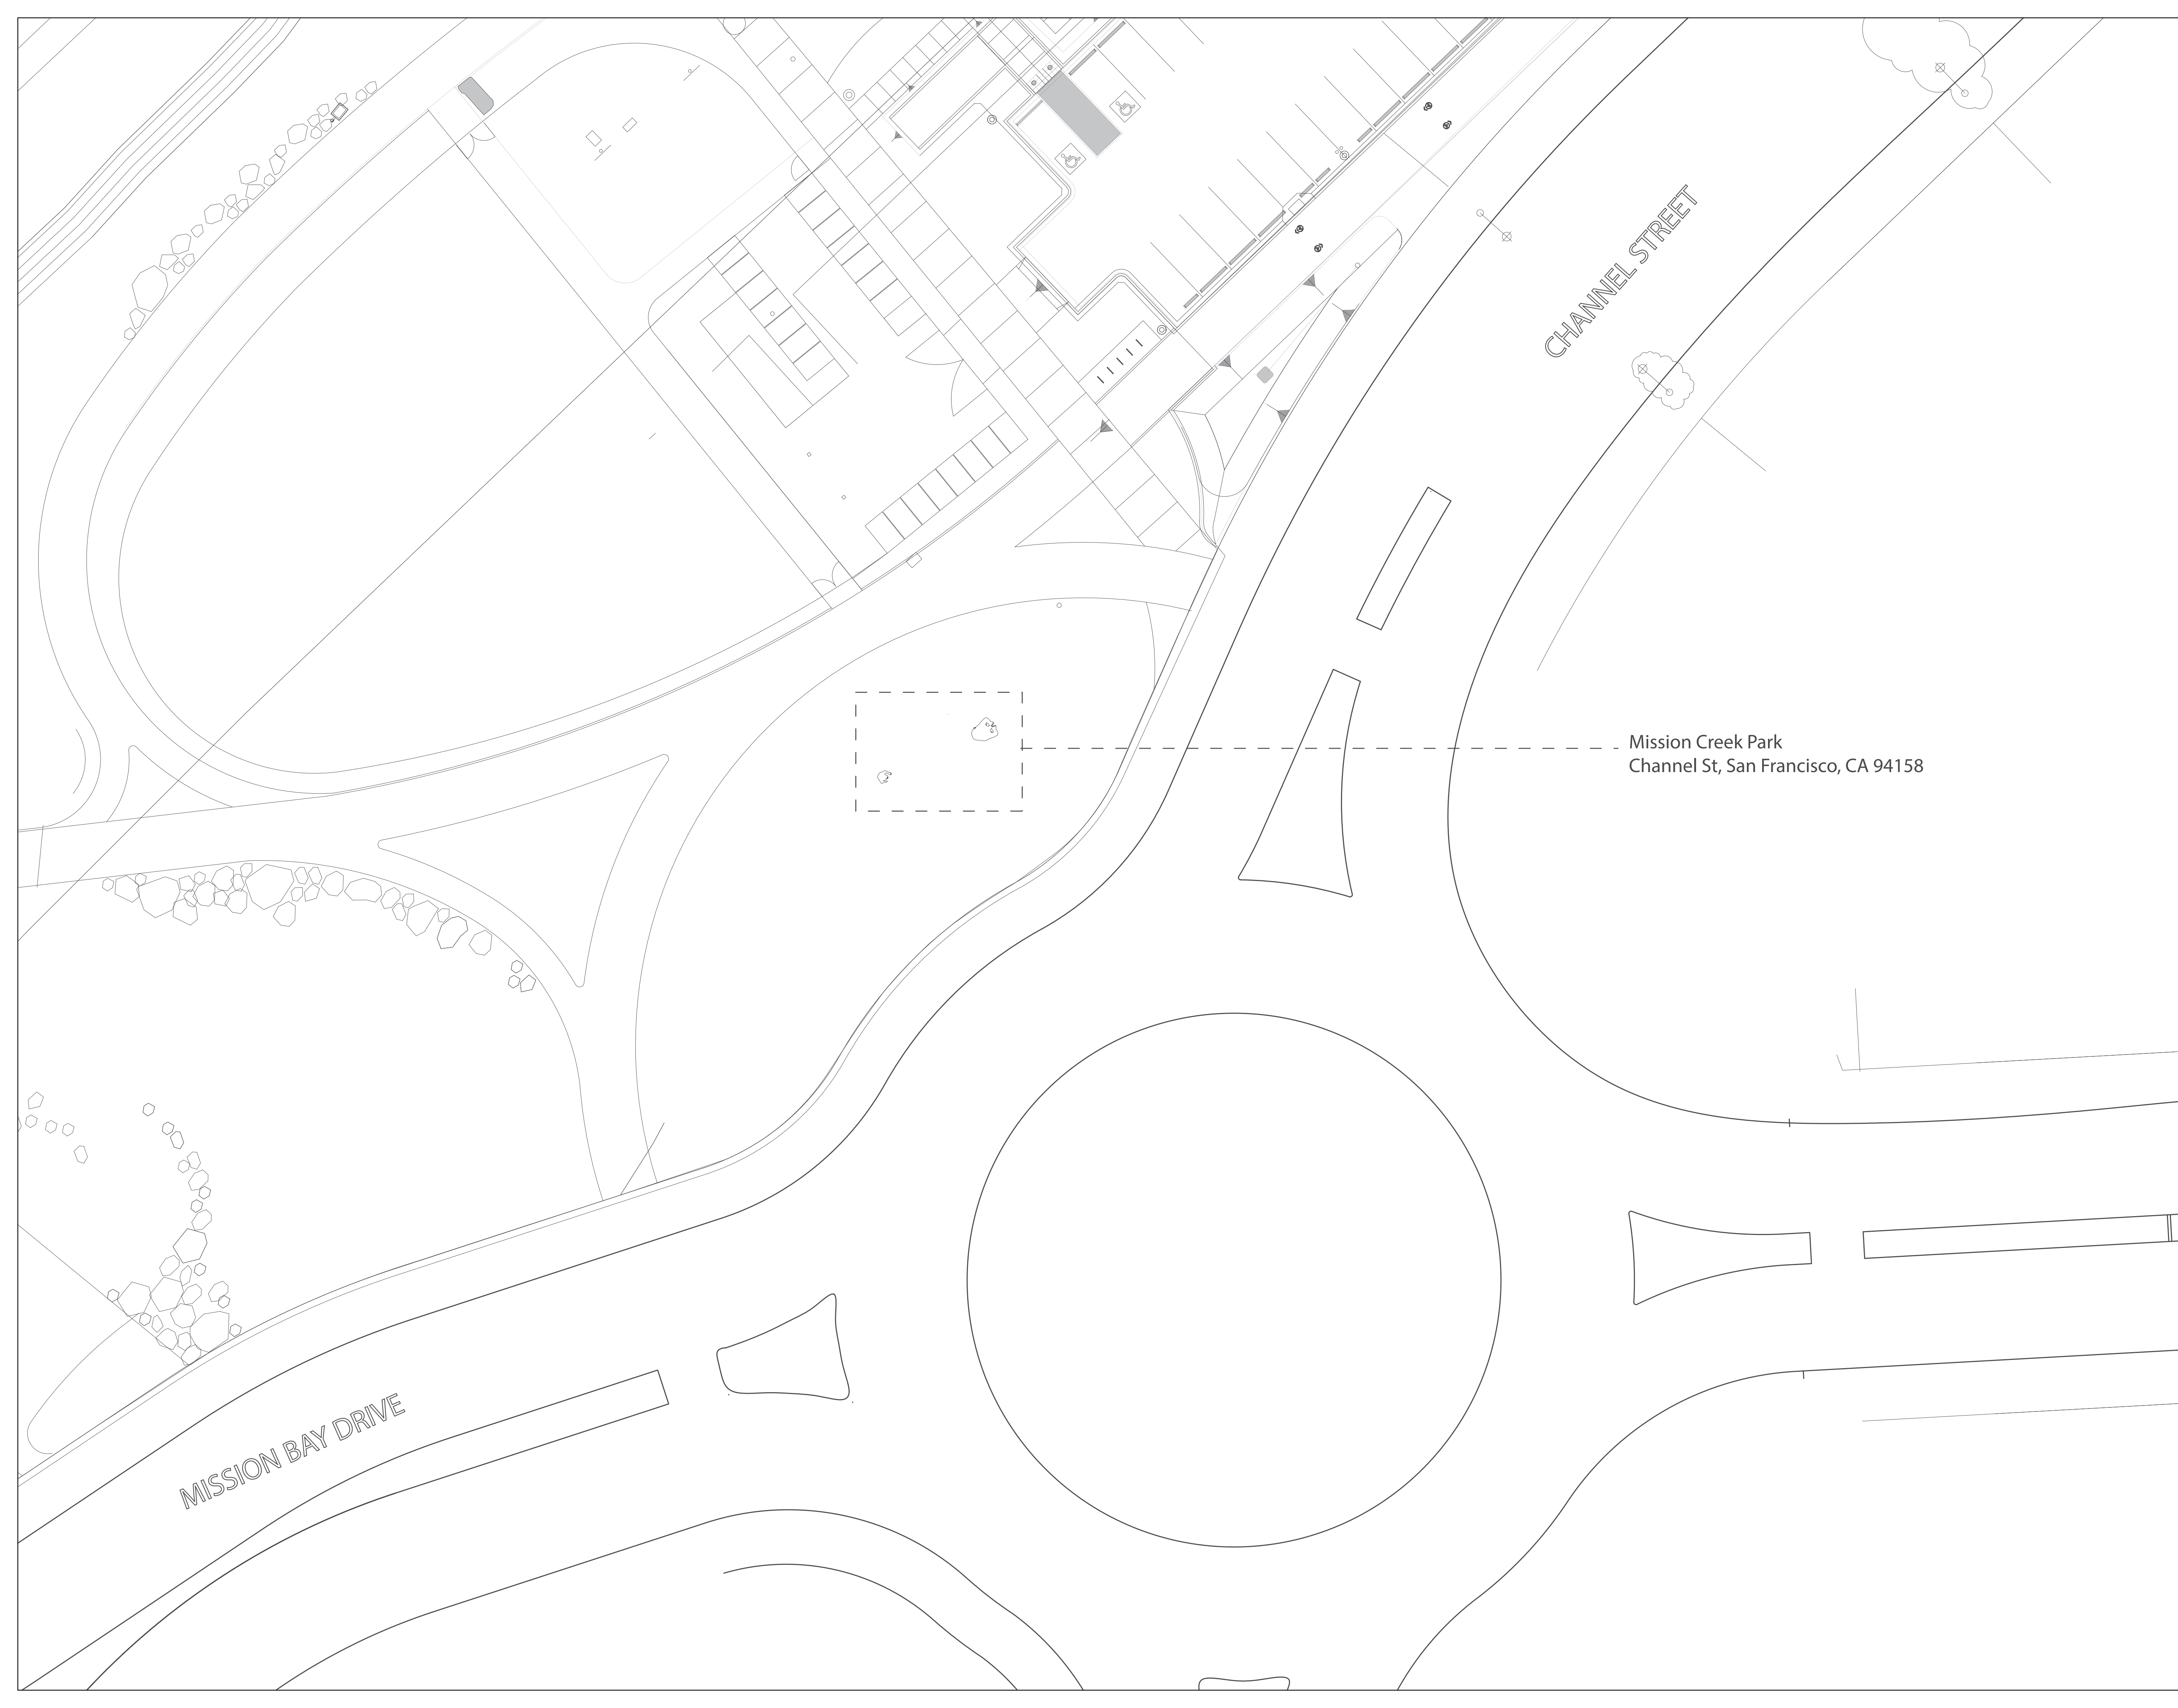 CHANNEL STREET
Mission Creek Park
Channel St, San Francisco, CA 94158
MISSION BAY DRIVE